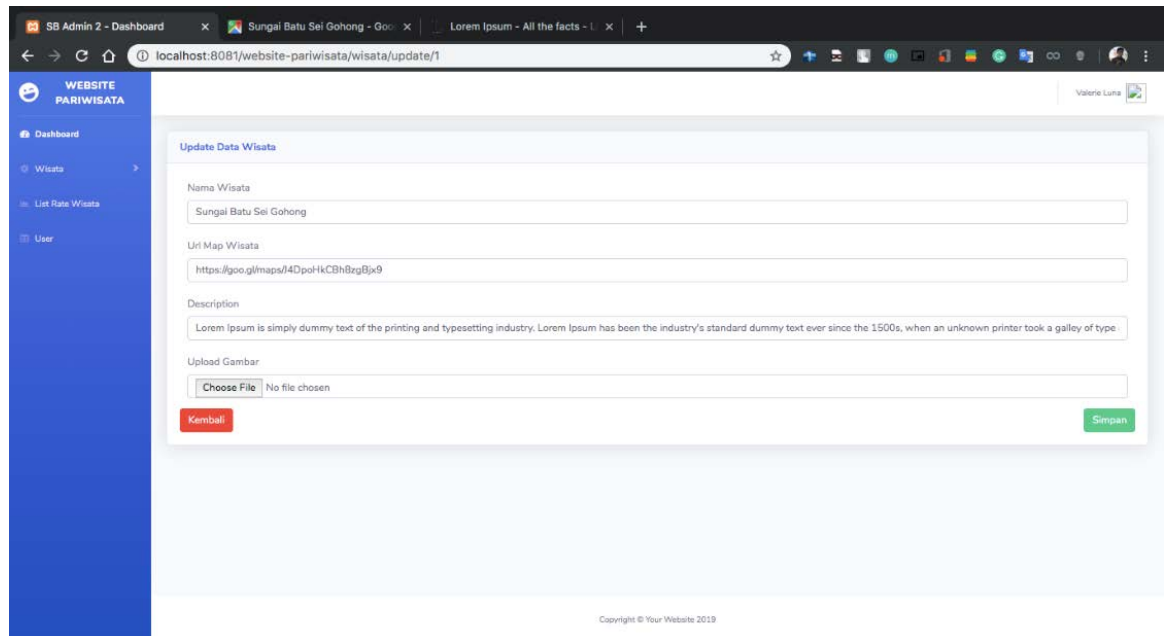 SB Admin 2 - Dashboard
Sungai Batu Sei Gohong - Goo
Lorem Ipsum - All the facts - Li
localhost:8081/website-pariwisata/wisata/update/1
WEBSITE
PARIWISATA
Valerie Luna
Dashboard
Wisata
List Rate Wisata
User
Update Data Wisata
Nama Wisata
Sungai Batu Sei Gohong
Url Map Wisata
https://goo.gl/maps/J4DpoHkCBhBzgBjx9
Description
Lorem Ipsum is simply dummy text of the printing and typesetting industry. Lorem Ipsum has been the industry's standard dummy text ever since the 1500s, when an unknown printer took a galley of type
Upload Gambar
Choose File No file chosen
Kembali
Simpan
Copyright © Your Website 2019